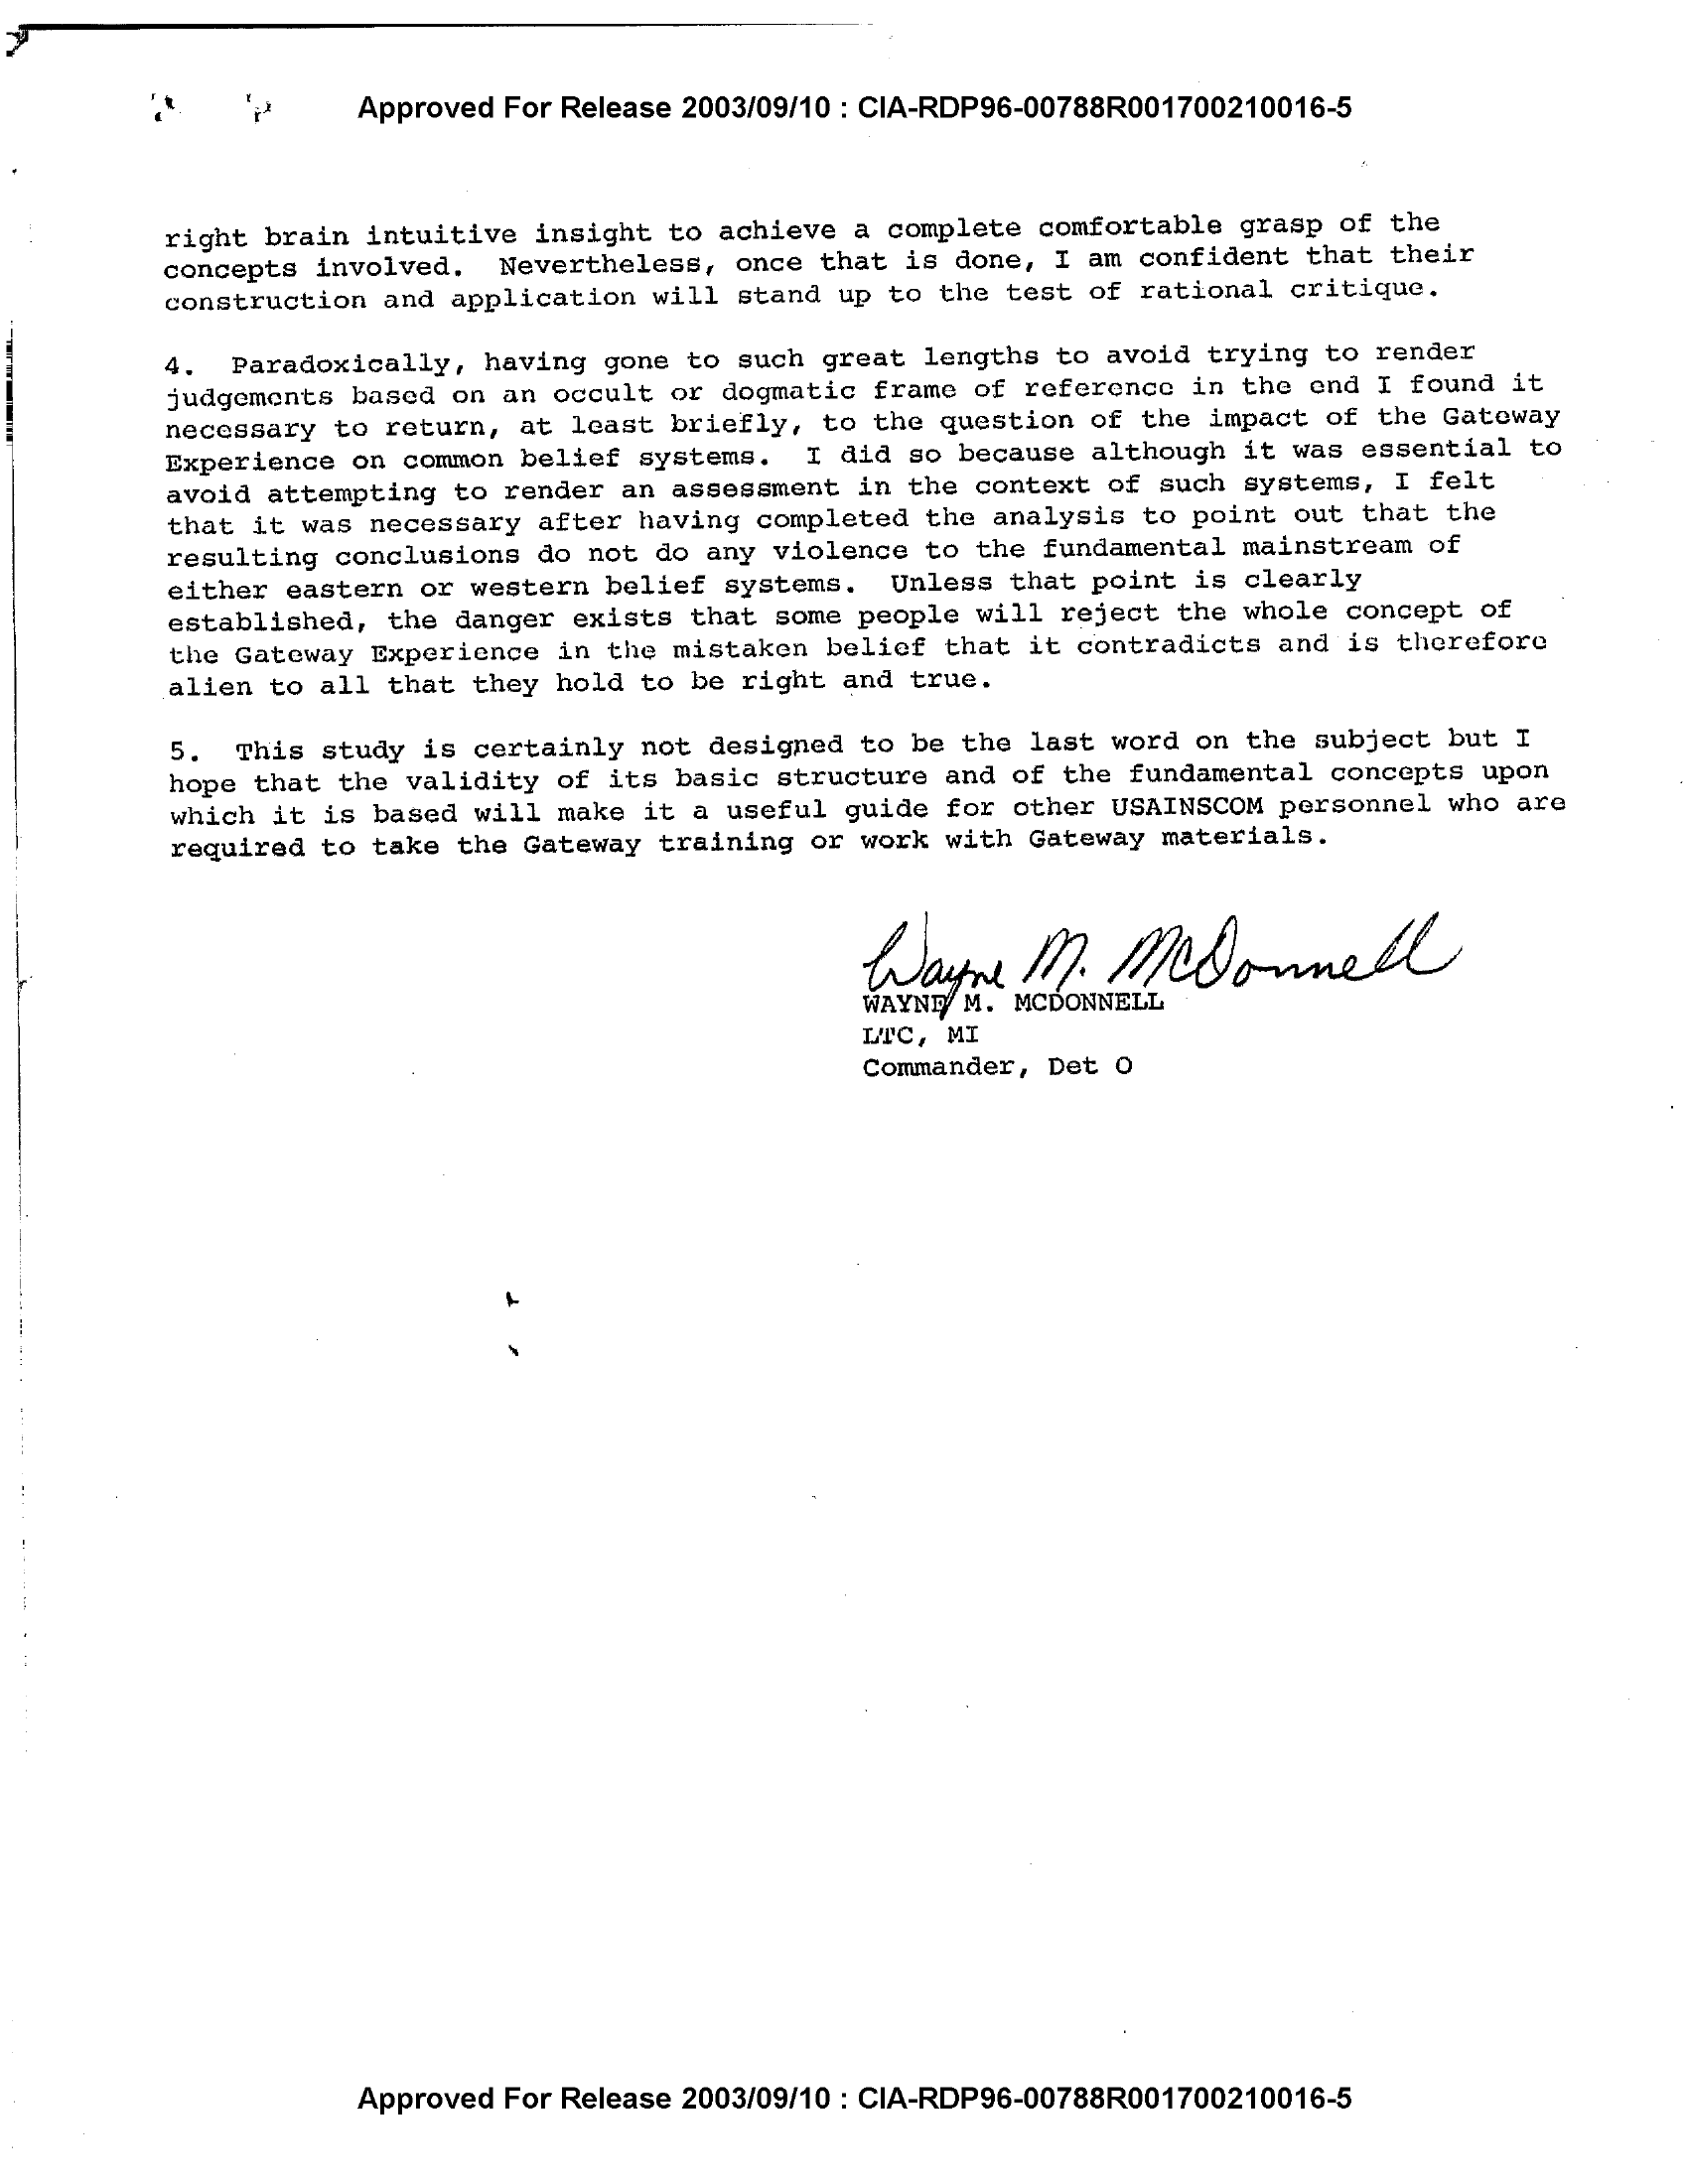 Approved For Release 2003/09/10 : CIA-RDP96-00788R001700210016-5
right brain intuitive insight to achieve a complete comfortable grasp of the
concepts involved.  Nevertheless, once that is done, I am confident that their
construction and application will stand up to the test of rational critique.
4.  Paradoxically, having gone to such great lengths to avoid trying to render
judgements based on an occult or dogmatic frame of reference in the end I found it
necessary to return, at least briefly, to the question of the impact of the Gateway
Experience on common belief systems.  I did so because although it was essential to
avoid attempting to render an assessment in the context of such systems, I felt
that it was necessary after having completed the analysis to point out that the
resulting conclusions do not do any violence to the fundamental mainstream of
either eastern or western belief systems.  Unless that point is clearly
established, the danger exists that some people will reject the whole concept of
the Gateway Experience in the mistaken belief that it contradicts and is therefore
alien to all that they hold to be right and true.
5.  This study is certainly not designed to be the last word on the subject but I
hope that the validity of its basic structure and of the fundamental concepts upon
which it is based will make it a useful guide for other USAINSCOM personnel who are
required to take the Gateway training or work with Gateway materials.
Wayne M. McDonnell
WAYNE M. MCDONNELL
LTC, MI
Commander, Det O
Approved For Release 2003/09/10 : CIA-RDP96-00788R001700210016-5